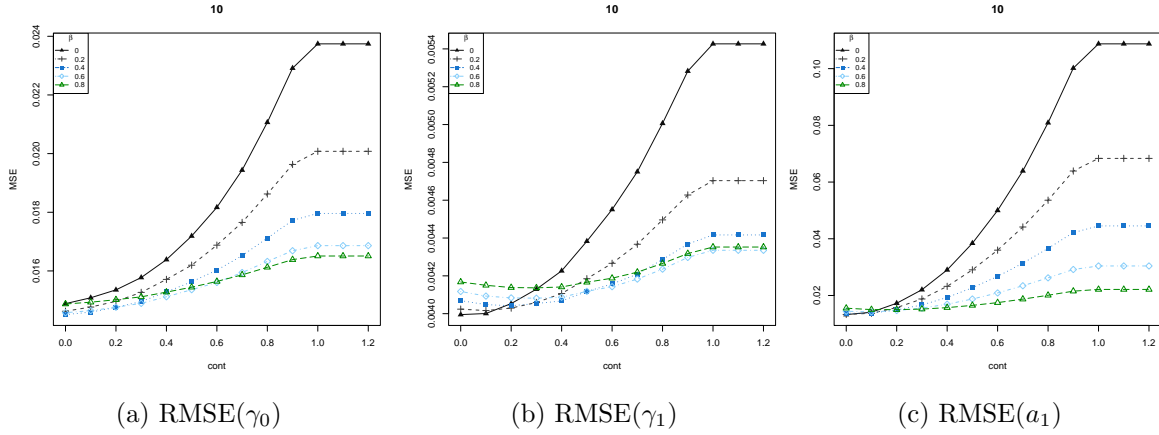 10
MSE
0.016 0.018 0.020 0.022 0.024
β
0
0.2
0.4
0.6
0.8
0.0 0.2 0.4 0.6 0.8 1.0 1.2
cont
(a) RMSE(γ₀)
10
MSE
0.0040 0.0042 0.0044 0.0046 0.0048 0.0050 0.0052 0.0054
β
0
0.2
0.4
0.6
0.8
0.0 0.2 0.4 0.6 0.8 1.0 1.2
cont
(b) RMSE(γ₁)
10
MSE
0.02 0.04 0.06 0.08 0.10
β
0
0.2
0.4
0.6
0.8
0.0 0.2 0.4 0.6 0.8 1.0 1.2
cont
(c) RMSE(a₁)